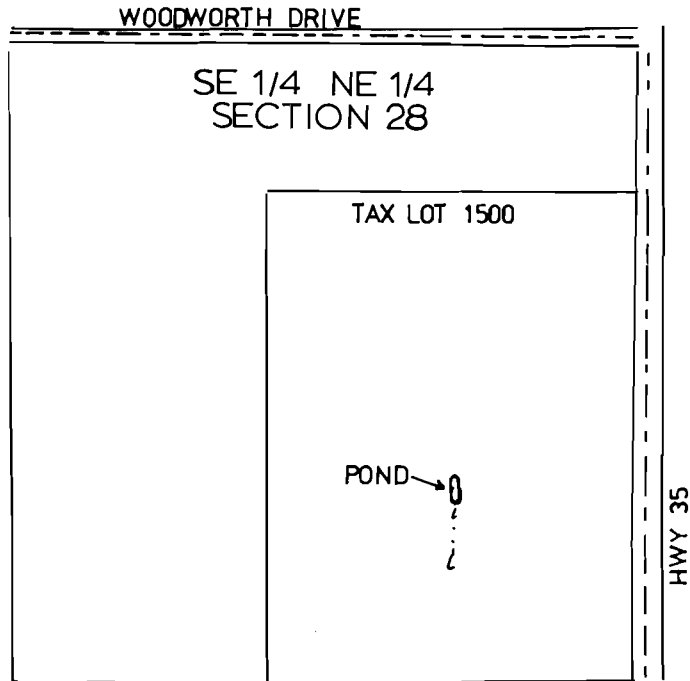 WOODWORTH DRIVE
SE 1/4 NE 1/4
SECTION 28
TAX LOT 1500
POND
HWY 35